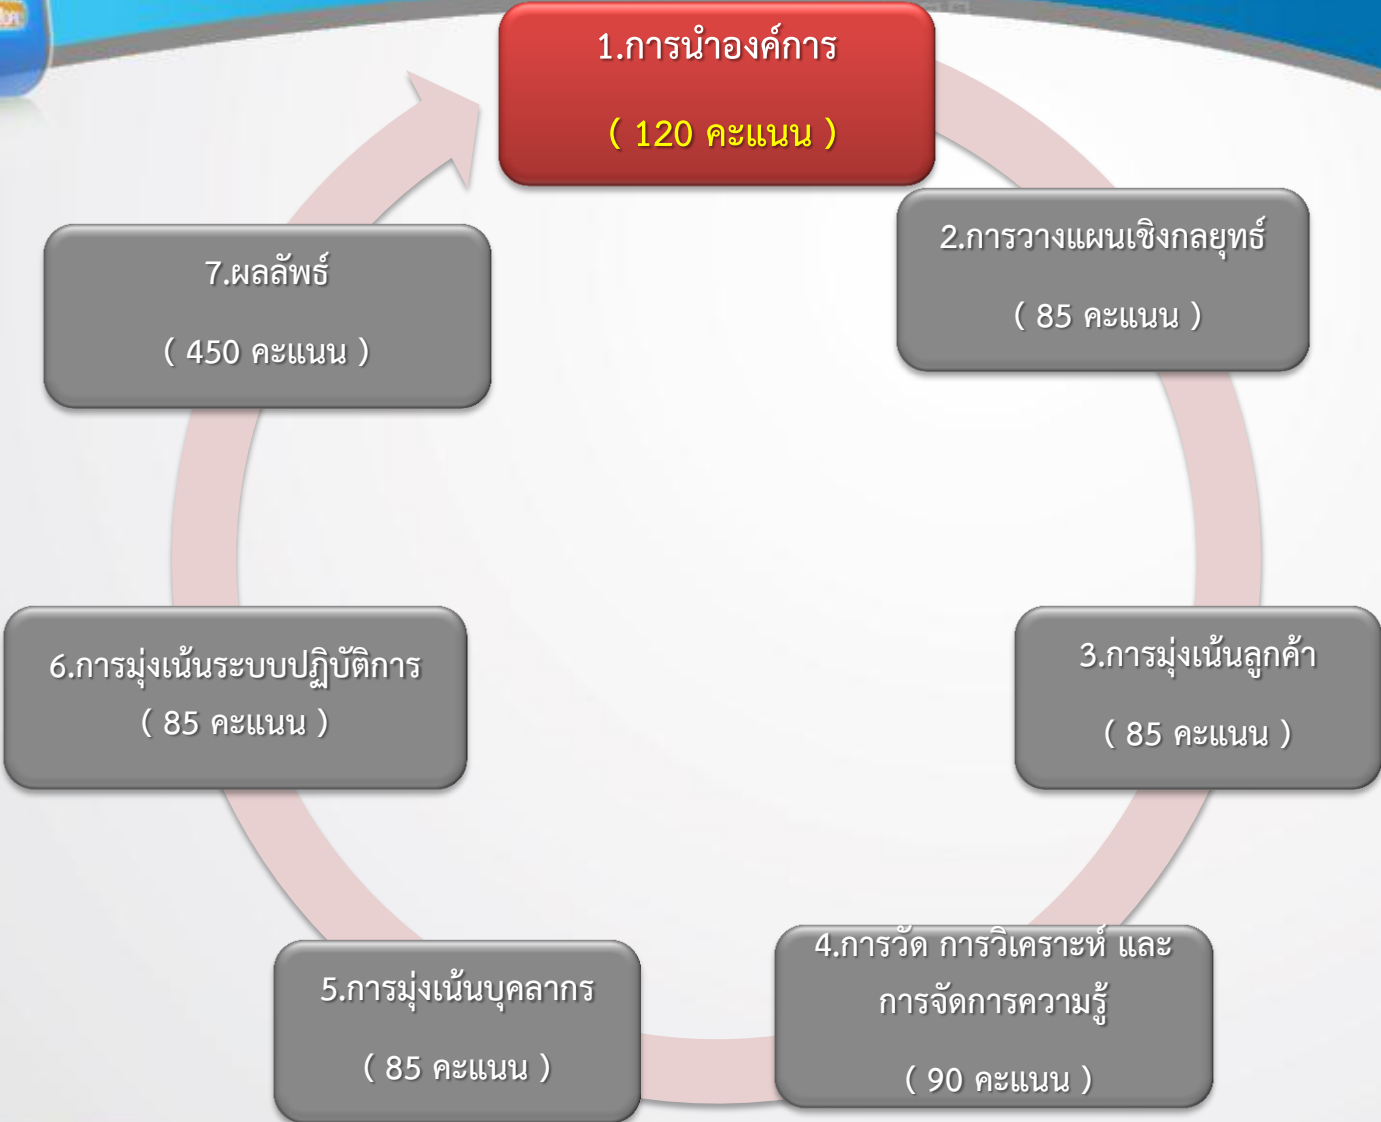 1.การนำองค์การ
( 120 คะแนน )
2.การวางแผนเชิงกลยุทธ์
( 85 คะแนน )
3.การมุ่งเน้นลูกค้า
( 85 คะแนน )
4.การวัด การวิเคราะห์ และ
การจัดการความรู้
( 90 คะแนน )
5.การมุ่งเน้นบุคลากร
( 85 คะแนน )
6.การมุ่งเน้นระบบปฏิบัติการ
( 85 คะแนน )
7.ผลลัพธ์
( 450 คะแนน )